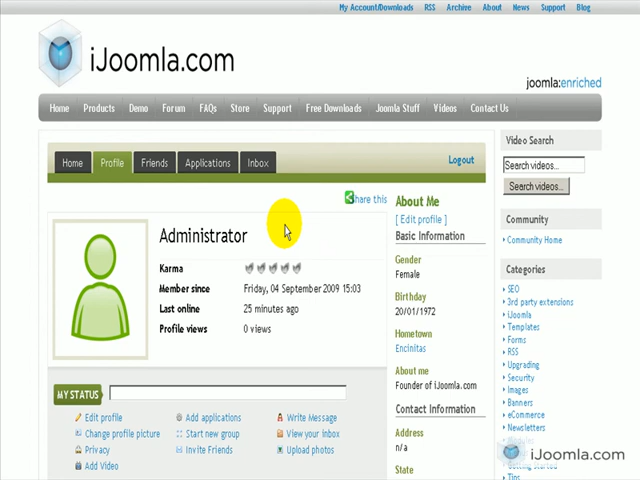 My Account/Downloads RSS Archive About News Support Blog
iJoomla.com
joomla:enriched
Home Products Demo Forum FAQs Store Support Free Downloads Joomla Stuff Videos Contact Us
Home Profile Friends Applications Inbox Logout
Share this
Administrator
Karma
Member since Friday, 04 September 2009 15:03
Last online 25 minutes ago
Profile views 0 views
MY STATUS
Edit profile Add applications Write Message
Change profile picture Start new group View your inbox
Privacy Invite Friends Upload photos
Add Video
About Me
[ Edit profile ]
Basic Information
Gender
Female
Birthday
20/01/1972
Hometown
Encinitas
About me
Founder of iJoomla.com
Contact Information
Address
n/a
State
Video Search
Search videos...
Search videos...
Community
Community Home
Categories
SEO
3rd party extensions
iJoomla
Templates
Forms
RSS
Upgrading
Security
Images
Banners
eCommerce
Newsletters
Modules
Getting Started
Tips
iJoomla.com